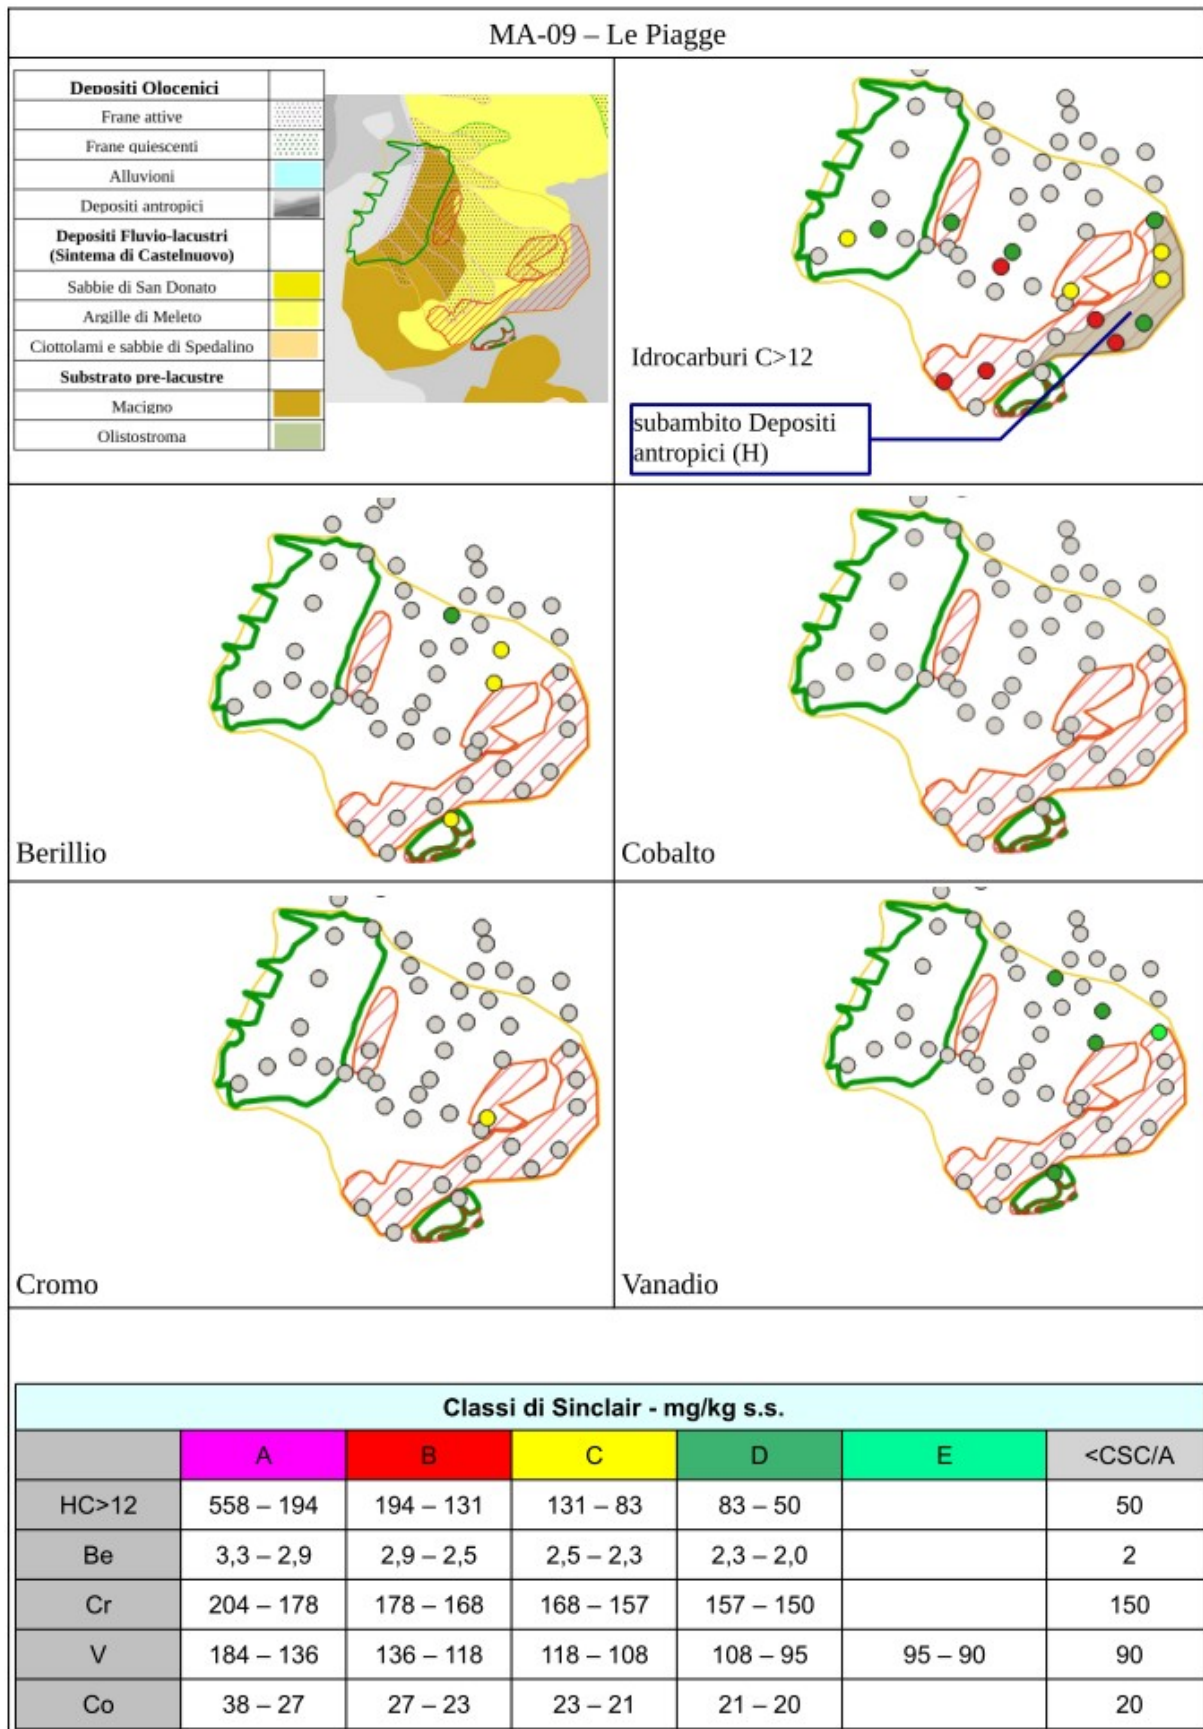 MA-09 – Le Piagge
Depositi Olocenici
Frane attive
Frane quiescenti
Alluvioni
Depositi antropici
Depositi Fluvio-lacustri
(Sintema di Castelnuovo)
Sabbie di San Donato
Argille di Meleto
Ciottolami e sabbie di Spedalino
Substrato pre-lacustre
Macigno
Olistostroma
Idrocarburi C>12
subambito Depositi
antropici (H)
Berillio
Cobalto
Cromo
Vanadio
Classi di Sinclair - mg/kg s.s.
A B C D E <CSC/A
HC>12 558 – 194 194 – 131 131 – 83 83 – 50 50
Be 3,3 – 2,9 2,9 – 2,5 2,5 – 2,3 2,3 – 2,0 2
Cr 204 – 178 178 – 168 168 – 157 157 – 150 150
V 184 – 136 136 – 118 118 – 108 108 – 95 95 – 90 90
Co 38 – 27 27 – 23 23 – 21 21 – 20 20